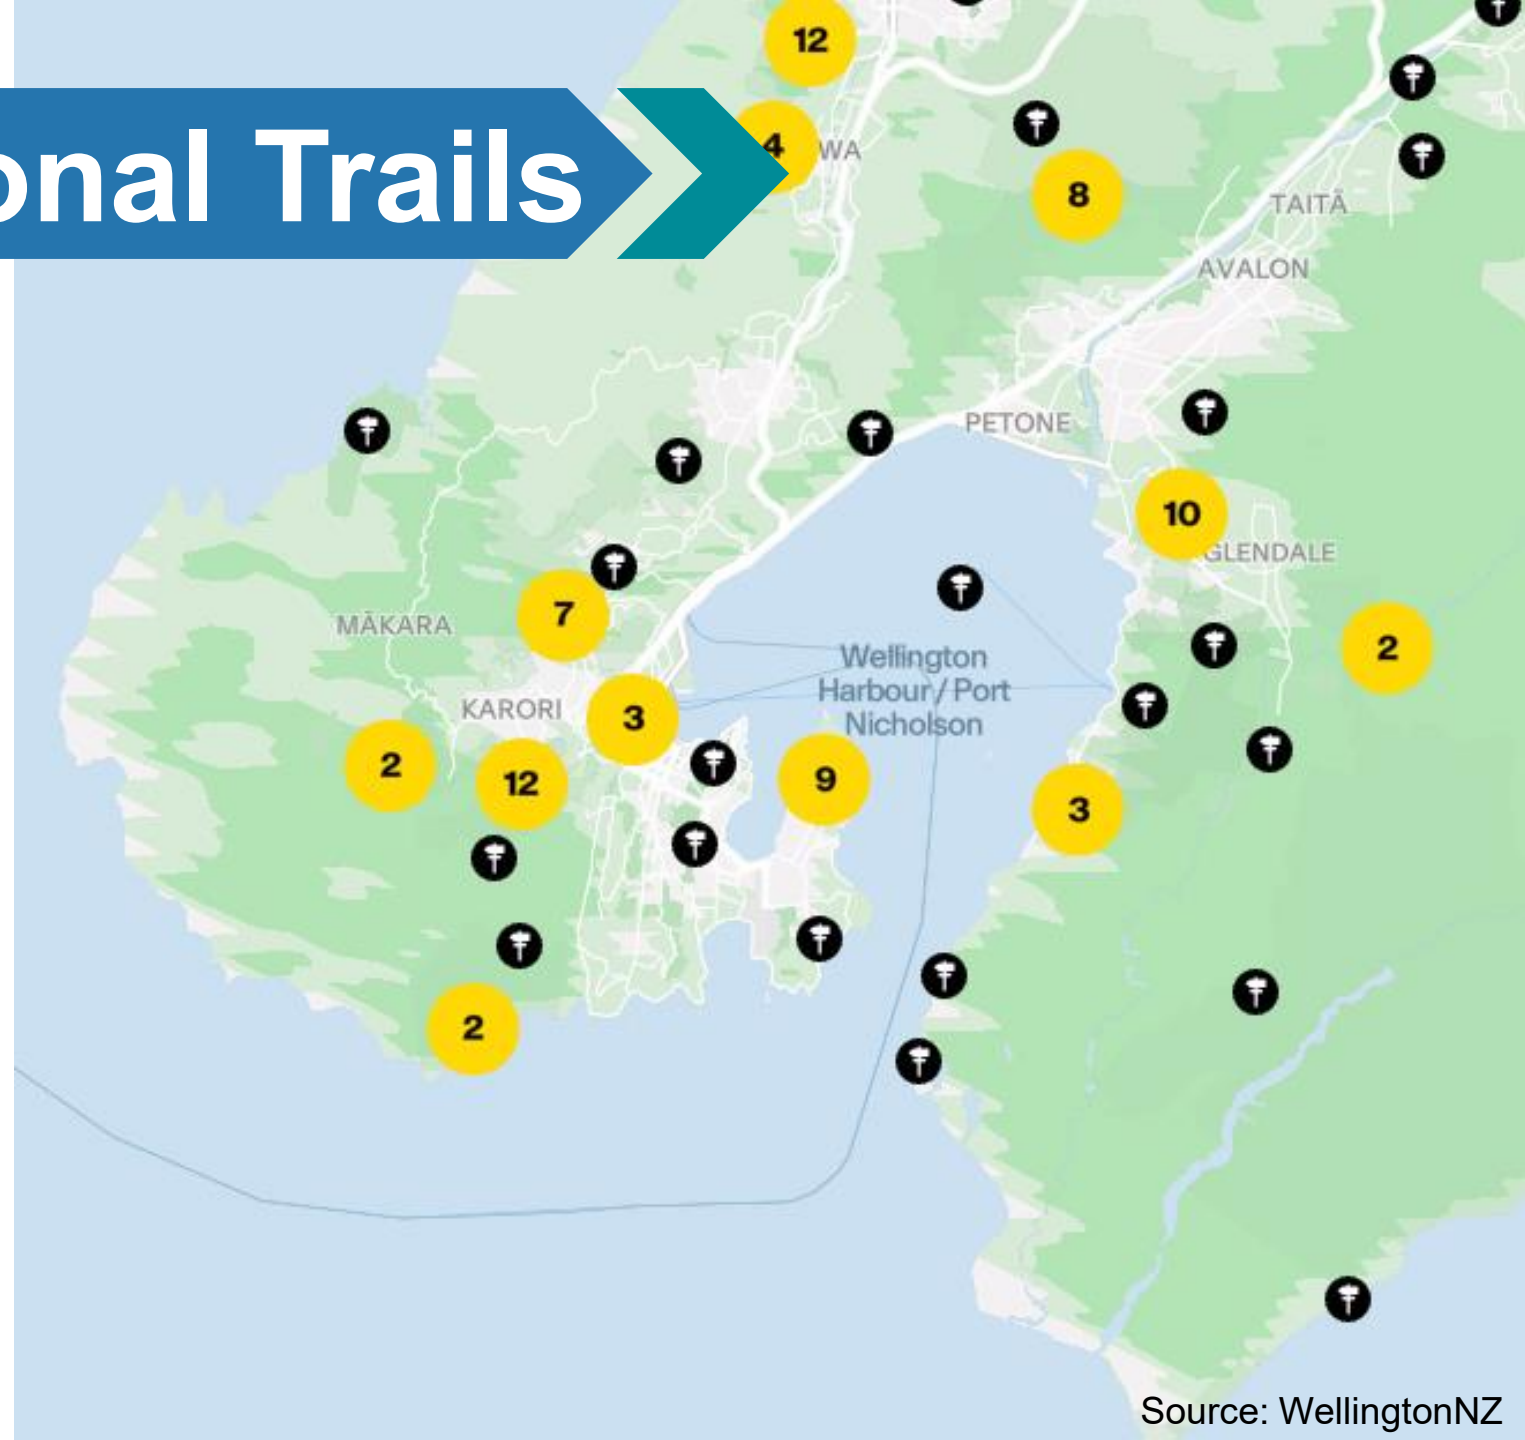 12
4
WA
onal Trails
8
TAITĀ
AVALON
PETONE
10
GLENDALE
7
MĀKARA
2
Wellington
Harbour / Port
Nicholson
KARORI
3
2
12
9
3
2
Source: WellingtonNZ